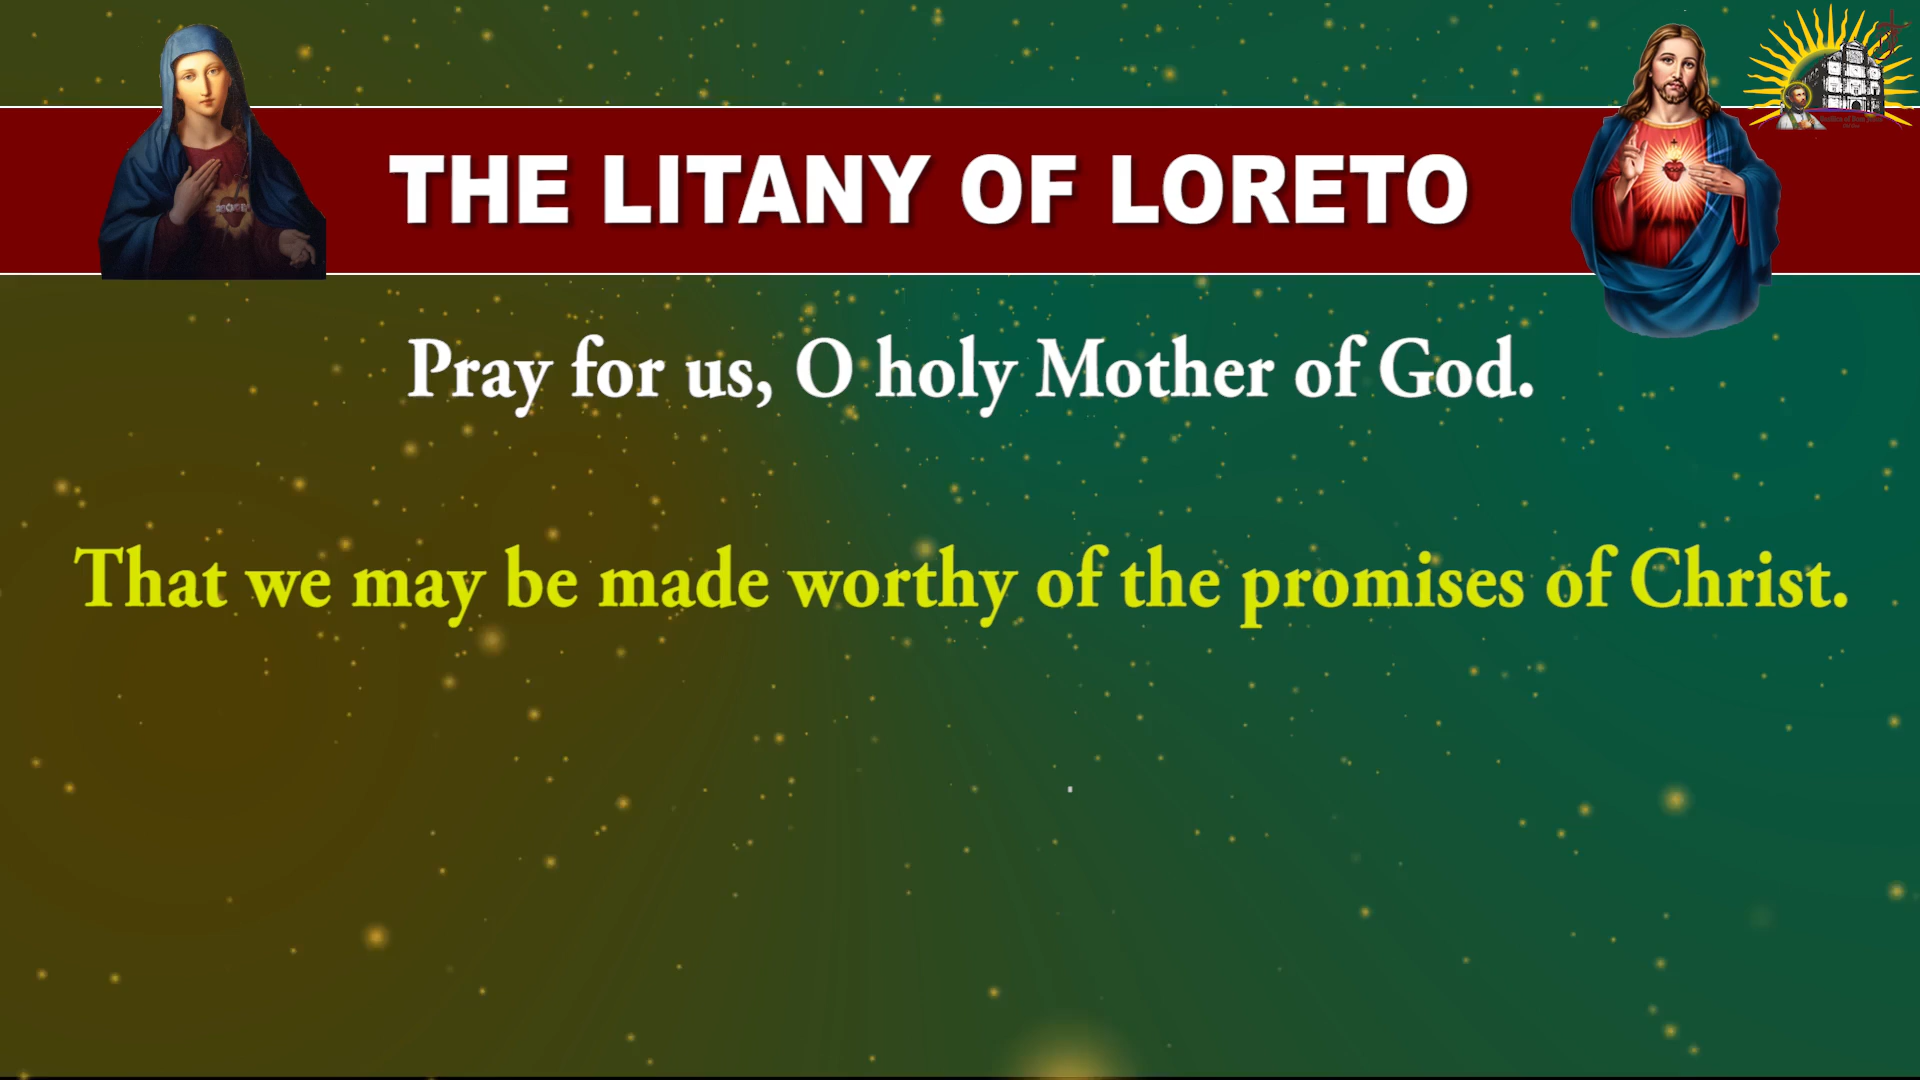 THE LITANY OF LORETO
Pray for us, O holy Mother of God.
That we may be made worthy of the promises of Christ.